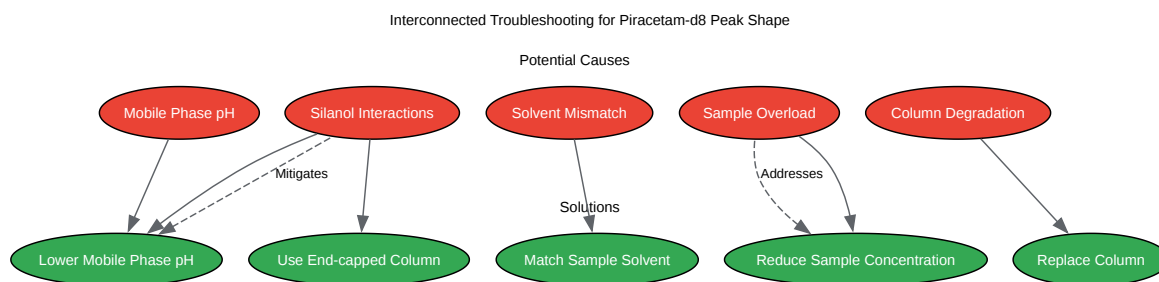 Interconnected Troubleshooting for Piracetam-d8 Peak Shape
Potential Causes
Mobile Phase pH
Silanol Interactions
Solvent Mismatch
Sample Overload
Column Degradation
Mitigates
Addresses
Solutions
Lower Mobile Phase pH
Use End-capped Column
Match Sample Solvent
Reduce Sample Concentration
Replace Column